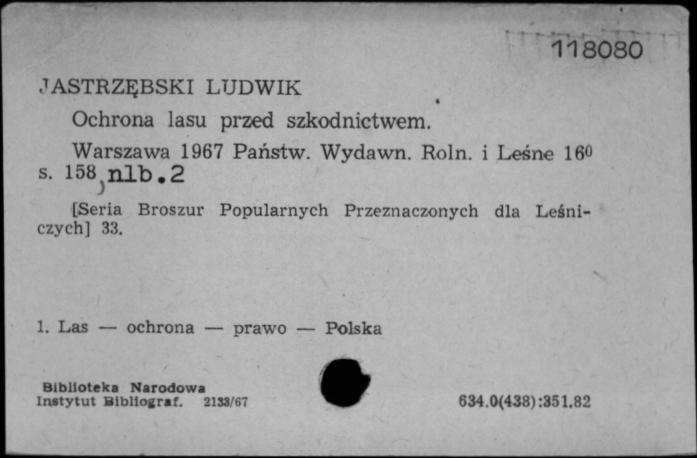 118080
JASTRZĘBSKI LUDWIK
Ochrona lasu przed szkodnictwem.
Warszawa 1967 Państw. Wydawn. Roln. i Leśne 16⁰
s. 158, nlb.2
[Seria Broszur Popularnych Przeznaczonych dla Leśni-
czych] 33.
1. Las — ochrona — prawo — Polska
Biblioteka Narodowa
Instytut Bibliograf. 2133/67
634.0(438):351.82